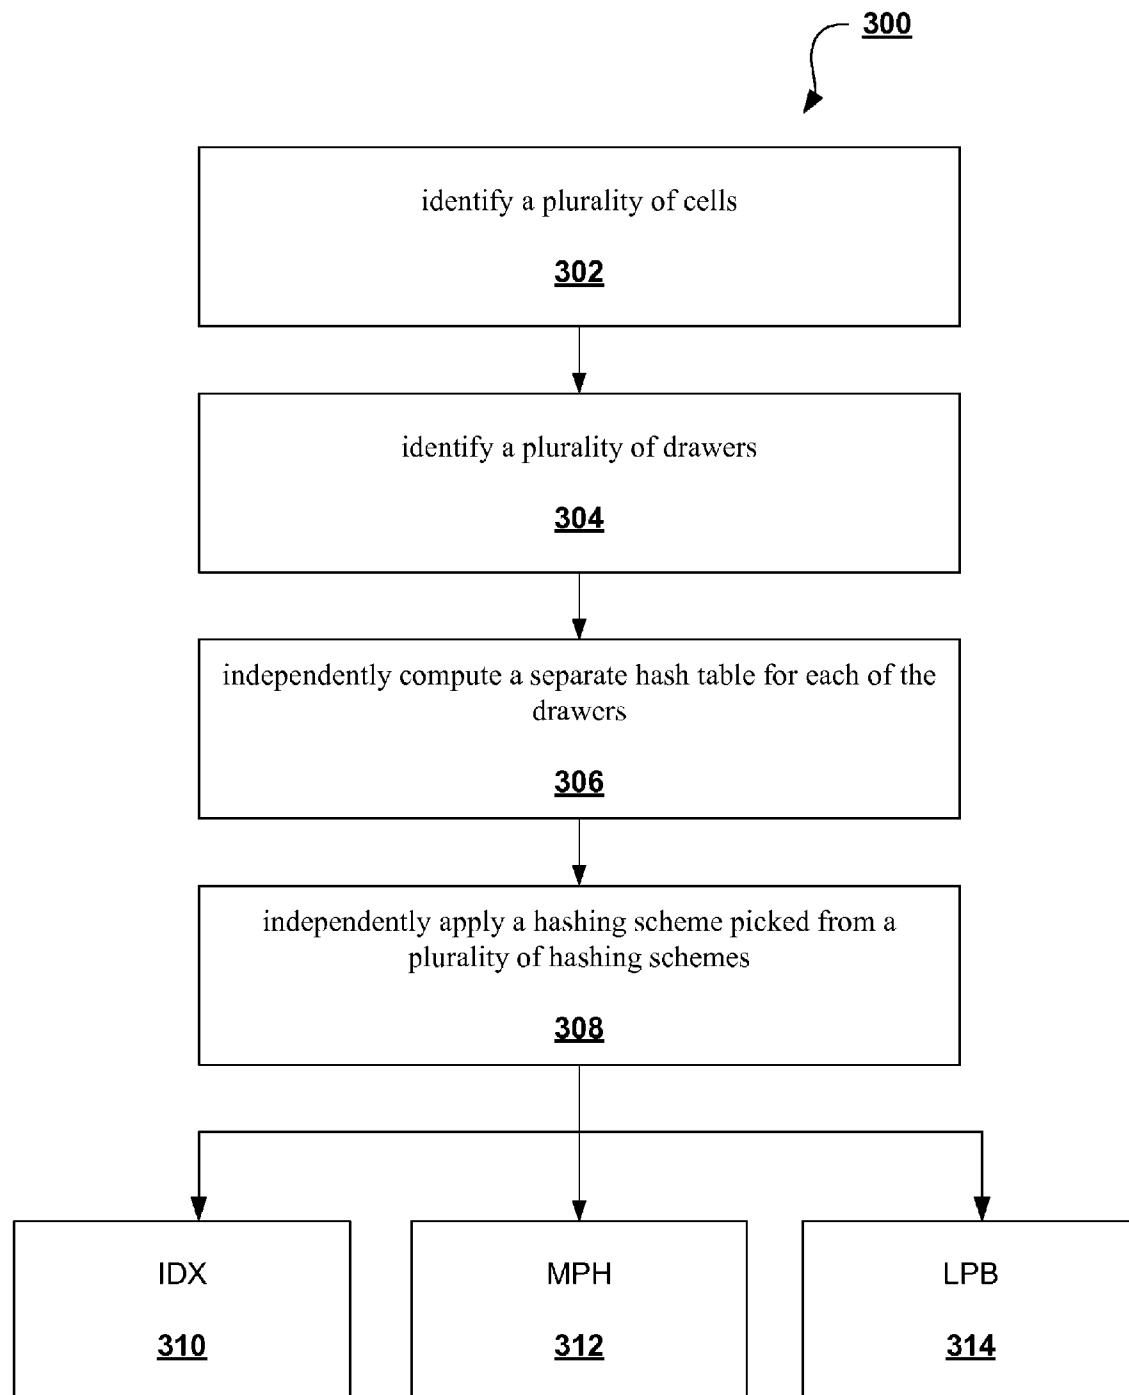 300
identify a plurality of cells
302
identify a plurality of drawers
304
independently compute a separate hash table for each of the
drawers
306
independently apply a hashing scheme picked from a
plurality of hashing schemes
308
IDX
MPH
LPB
310
312
314